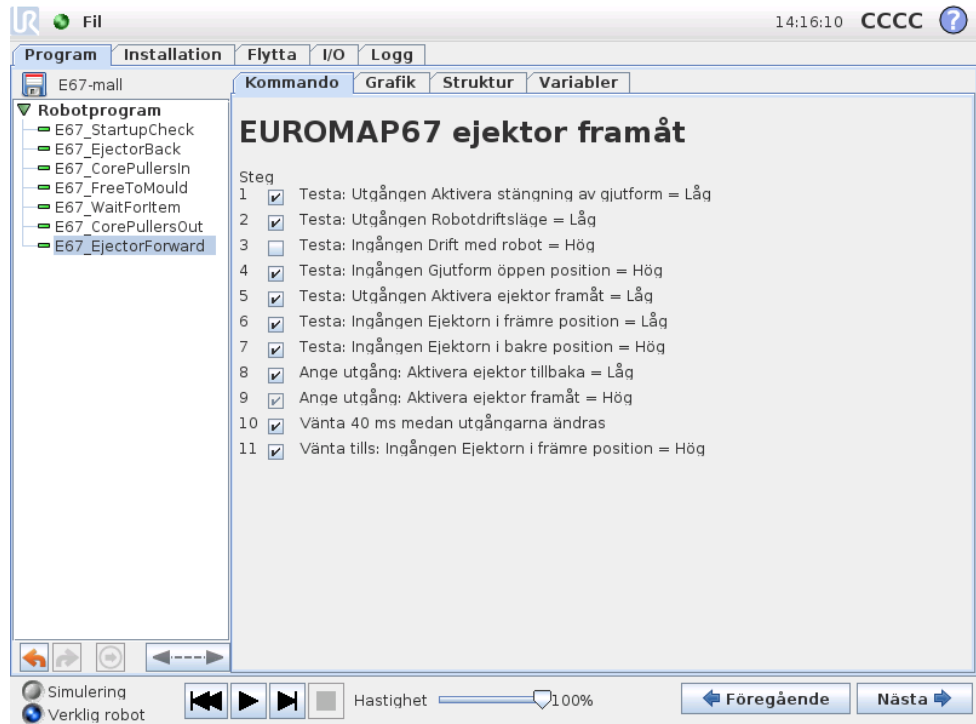 UR Fil 14:16:10 CCCC ?
Program Installation Flytta I/O Logg
E67-mall
Kommando Grafik Struktur Variabler
Robotprogram
E67_StartupCheck
E67_EjectorBack
E67_CorePullersIn
E67_FreeToMould
E67_WaitForItem
E67_CorePullersOut
E67_EjectorForward
EUROMAP67 ejektor framåt
Steg
1 Testa: Utgången Aktivera stängning av gjutform = Låg
2 Testa: Utgången Robotdriftsläge = Låg
3 Testa: Ingången Drift med robot = Hög
4 Testa: Ingången Gjutform öppen position = Hög
5 Testa: Utgången Aktivera ejektor framåt = Låg
6 Testa: Ingången Ejektorn i främre position = Låg
7 Testa: Ingången Ejektorn i bakre position = Hög
8 Ange utgång: Aktivera ejektor tillbaka = Låg
9 Ange utgång: Aktivera ejektor framåt = Hög
10 Vänta 40 ms medan utgångarna ändras
11 Vänta tills: Ingången Ejektorn i främre position = Hög
Simulering
Verklig robot
Hastighet 100%
Föregående
Nästa